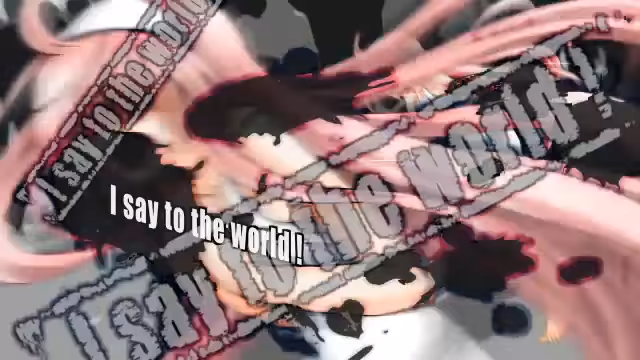 "I say to the world
I say to the world!!
"I say to the world!"